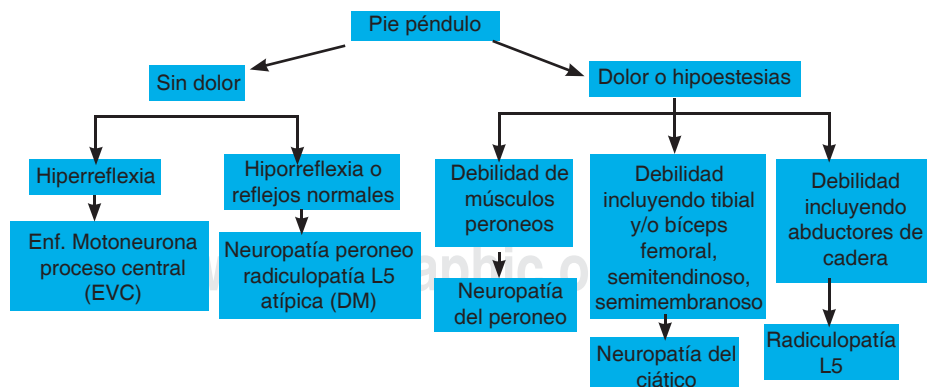 Pie péndulo
Sin dolor
Dolor o hipoestesias
Hiperreflexia
Hiporreflexia o
reflejos normales
Debilidad de
músculos
peroneos
Debilidad
incluyendo tibial
y/o bíceps
femoral,
semitendinoso,
semimembranoso
Debilidad
incluyendo
abductores de
cadera
Enf. Motoneurona
proceso central
(EVC)
Neuropatía peroneo
radiculopatía L5
atípica (DM)
Neuropatía
del peroneo
Neuropatía del
ciático
Radiculopatía
L5